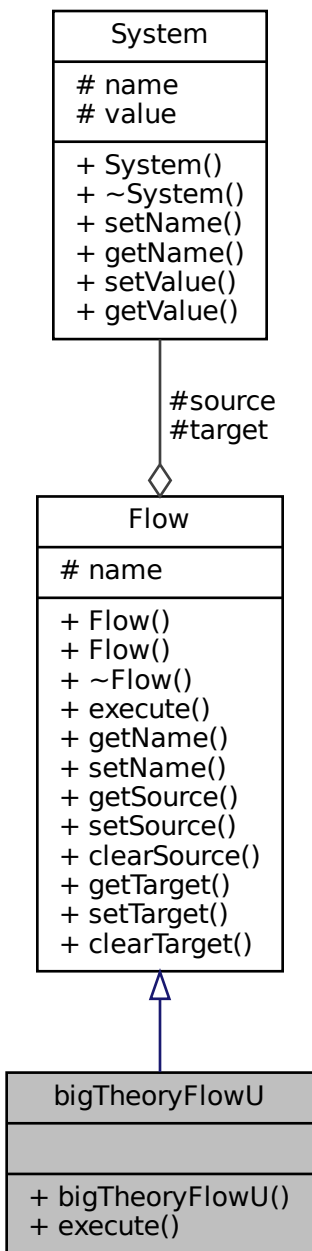 System
# name
# value
+ System()
+ ~System()
+ setName()
+ getName()
+ setValue()
+ getValue()
#source
#target
Flow
# name
+ Flow()
+ Flow()
+ ~Flow()
+ execute()
+ getName()
+ setName()
+ getSource()
+ setSource()
+ clearSource()
+ getTarget()
+ setTarget()
+ clearTarget()
bigTheoryFlowU
+ bigTheoryFlowU()
+ execute()